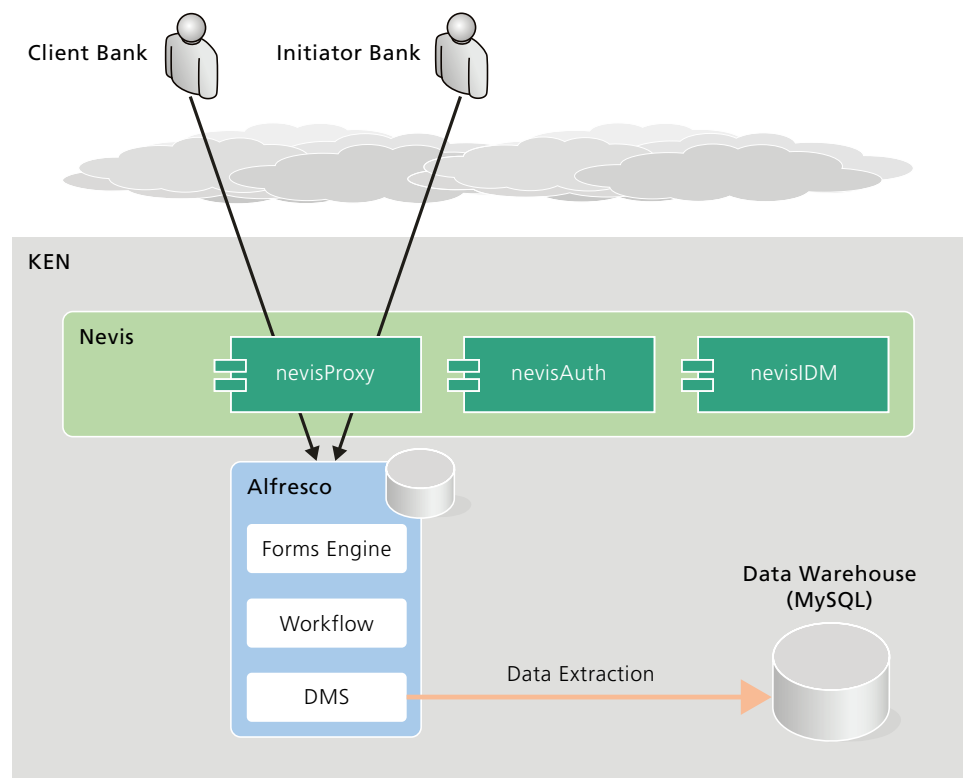 Client Bank
Initiator Bank
KEN
Nevis
nevisProxy
nevisAuth
nevisIDM
Alfresco
Forms Engine
Workflow
DMS
Data Extraction
Data Warehouse
(MySQL)